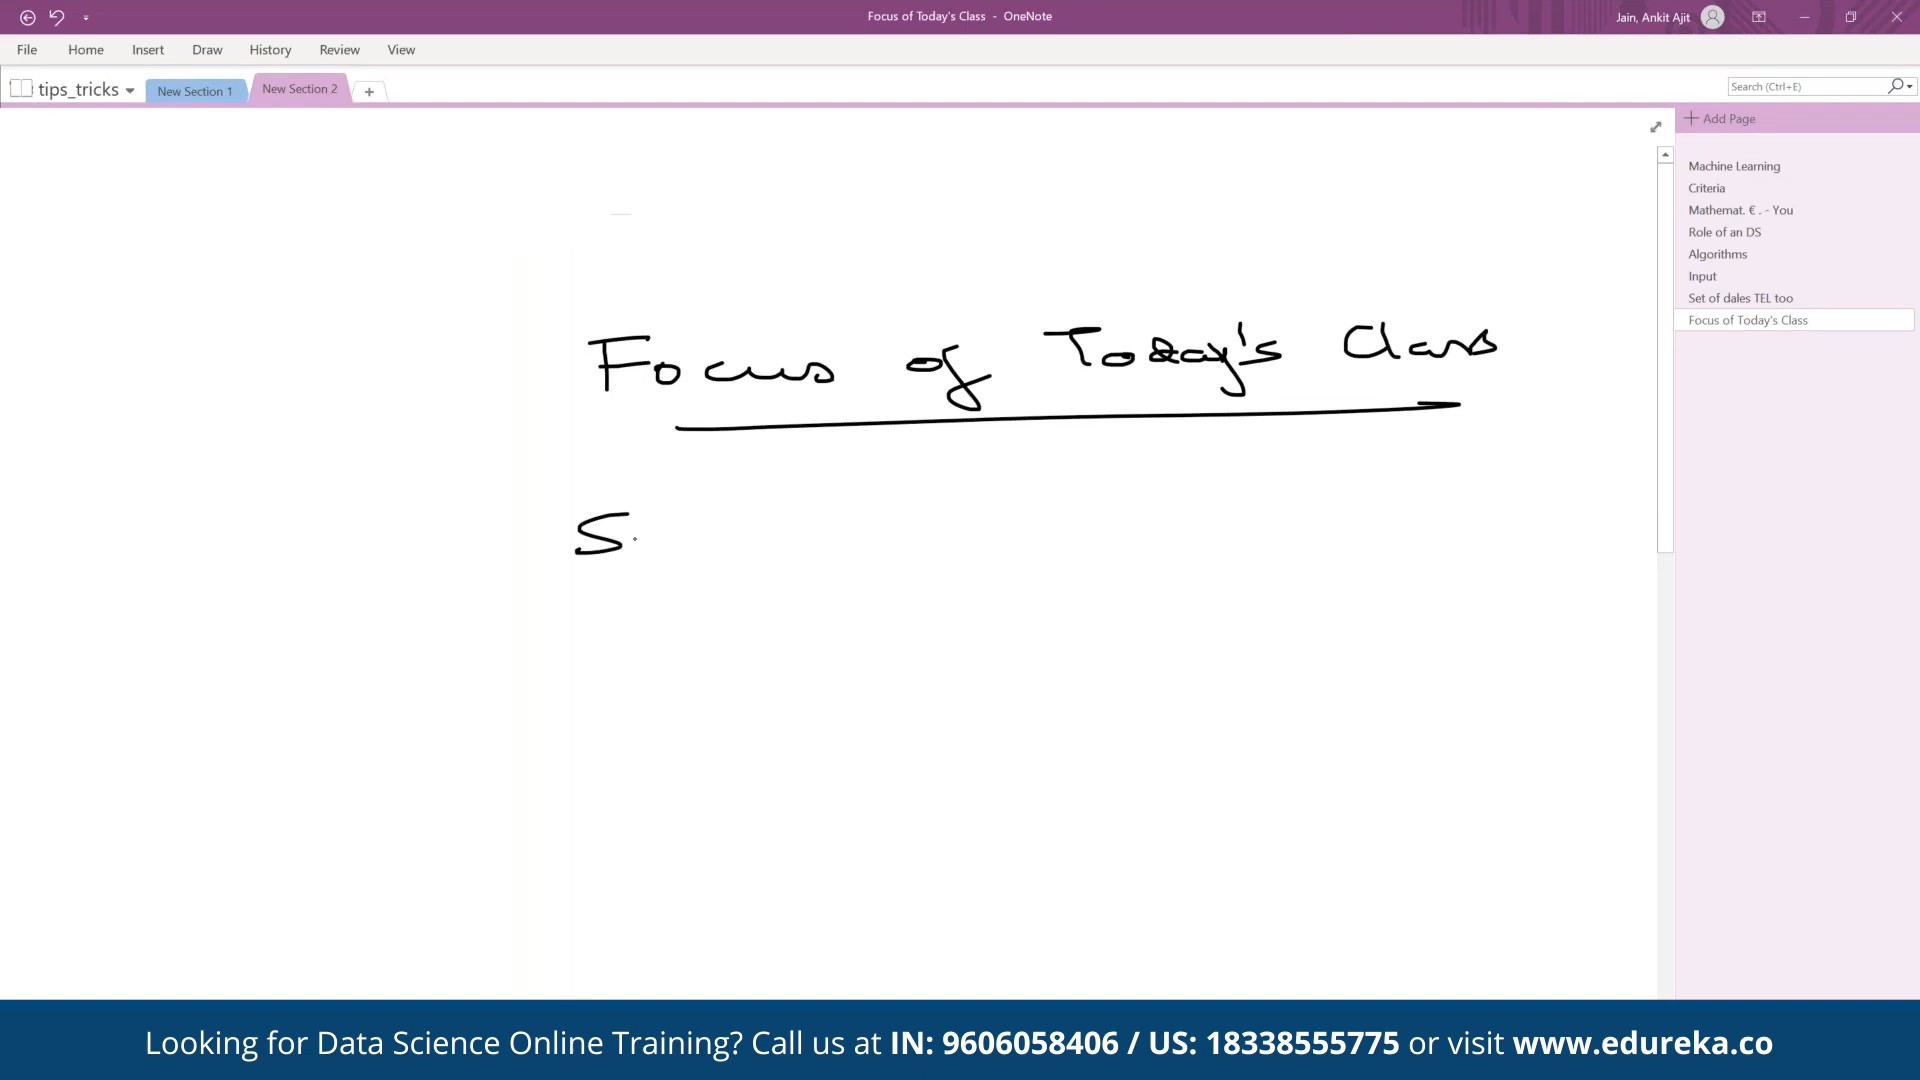 Focus of Today's Class - OneNote
Jain, Ankit Ajit
File Home Insert Draw History Review View
tips_tricks New Section 1 New Section 2 +
Search (Ctrl+E)
Add Page
Machine Learning
Criteria
Mathemat. € . - You
Role of an DS
Algorithms
Input
Set of dales TEL too
Focus of Today's Class
Focus of Today's Class
S
Looking for Data Science Online Training? Call us at IN: 9606058406 / US: 18338555775 or visit www.edureka.co